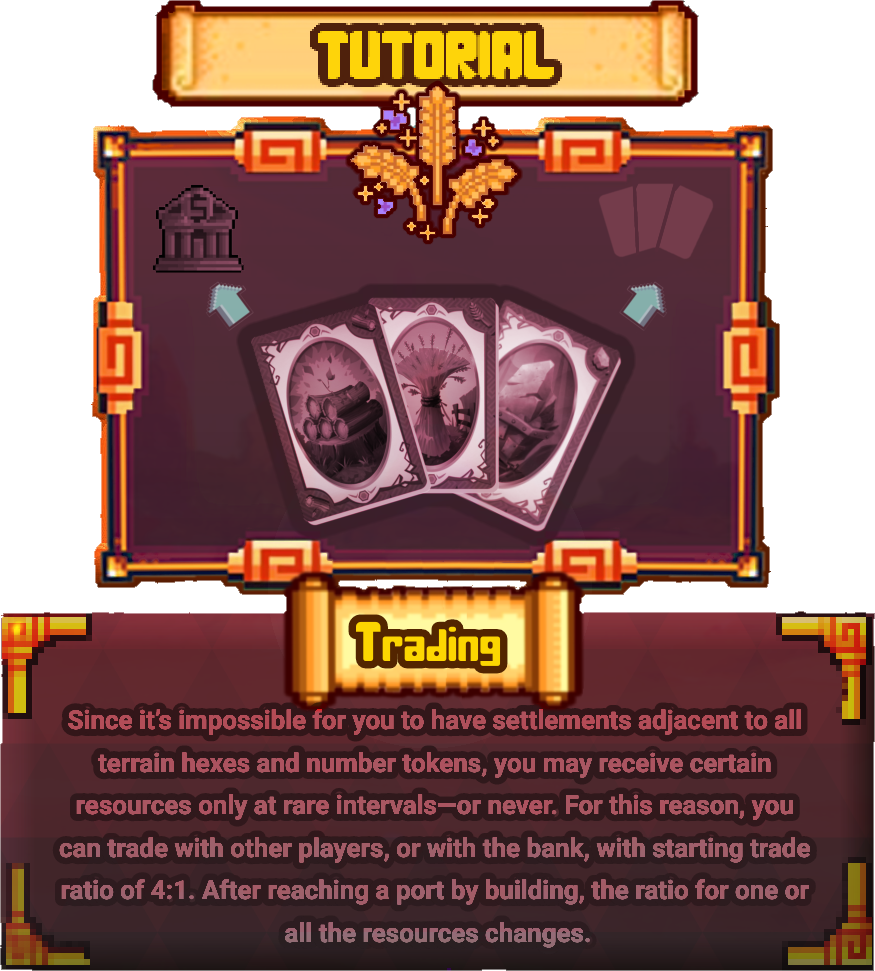 TUTORIAL
Trading
Since it’s impossible for you to have settlements adjacent to all
terrain hexes and number tokens, you may receive certain
resources only at rare intervals—or never. For this reason, you
can trade with other players, or with the bank, with starting trade
ratio of 4:1. After reaching a port by building, the ratio for one or
all the resources changes.